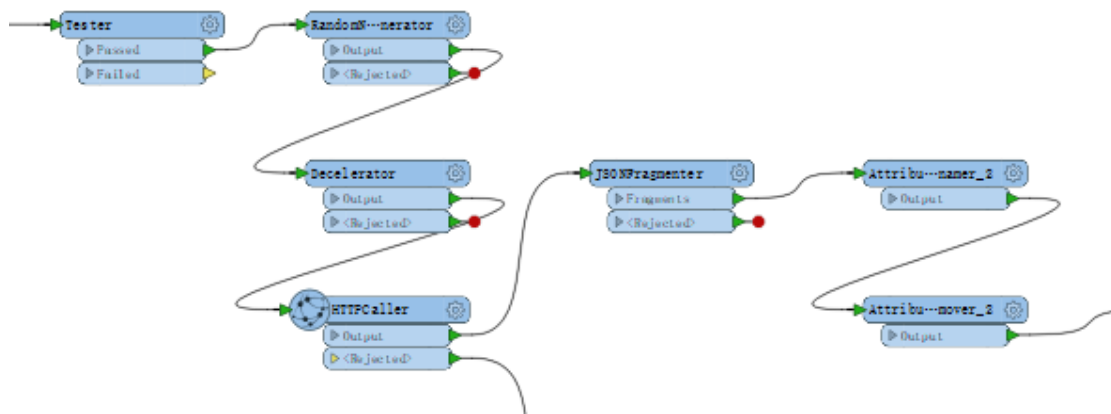 Tester
Passed
Failed
RandomN···nerator
Output
<Rejected>
Decelerator
Output
<Rejected>
HTTPCaller
Output
<Rejected>
JSONFragmenter
Fragments
<Rejected>
Attribu···namer_2
Output
Attribu···mover_2
Output